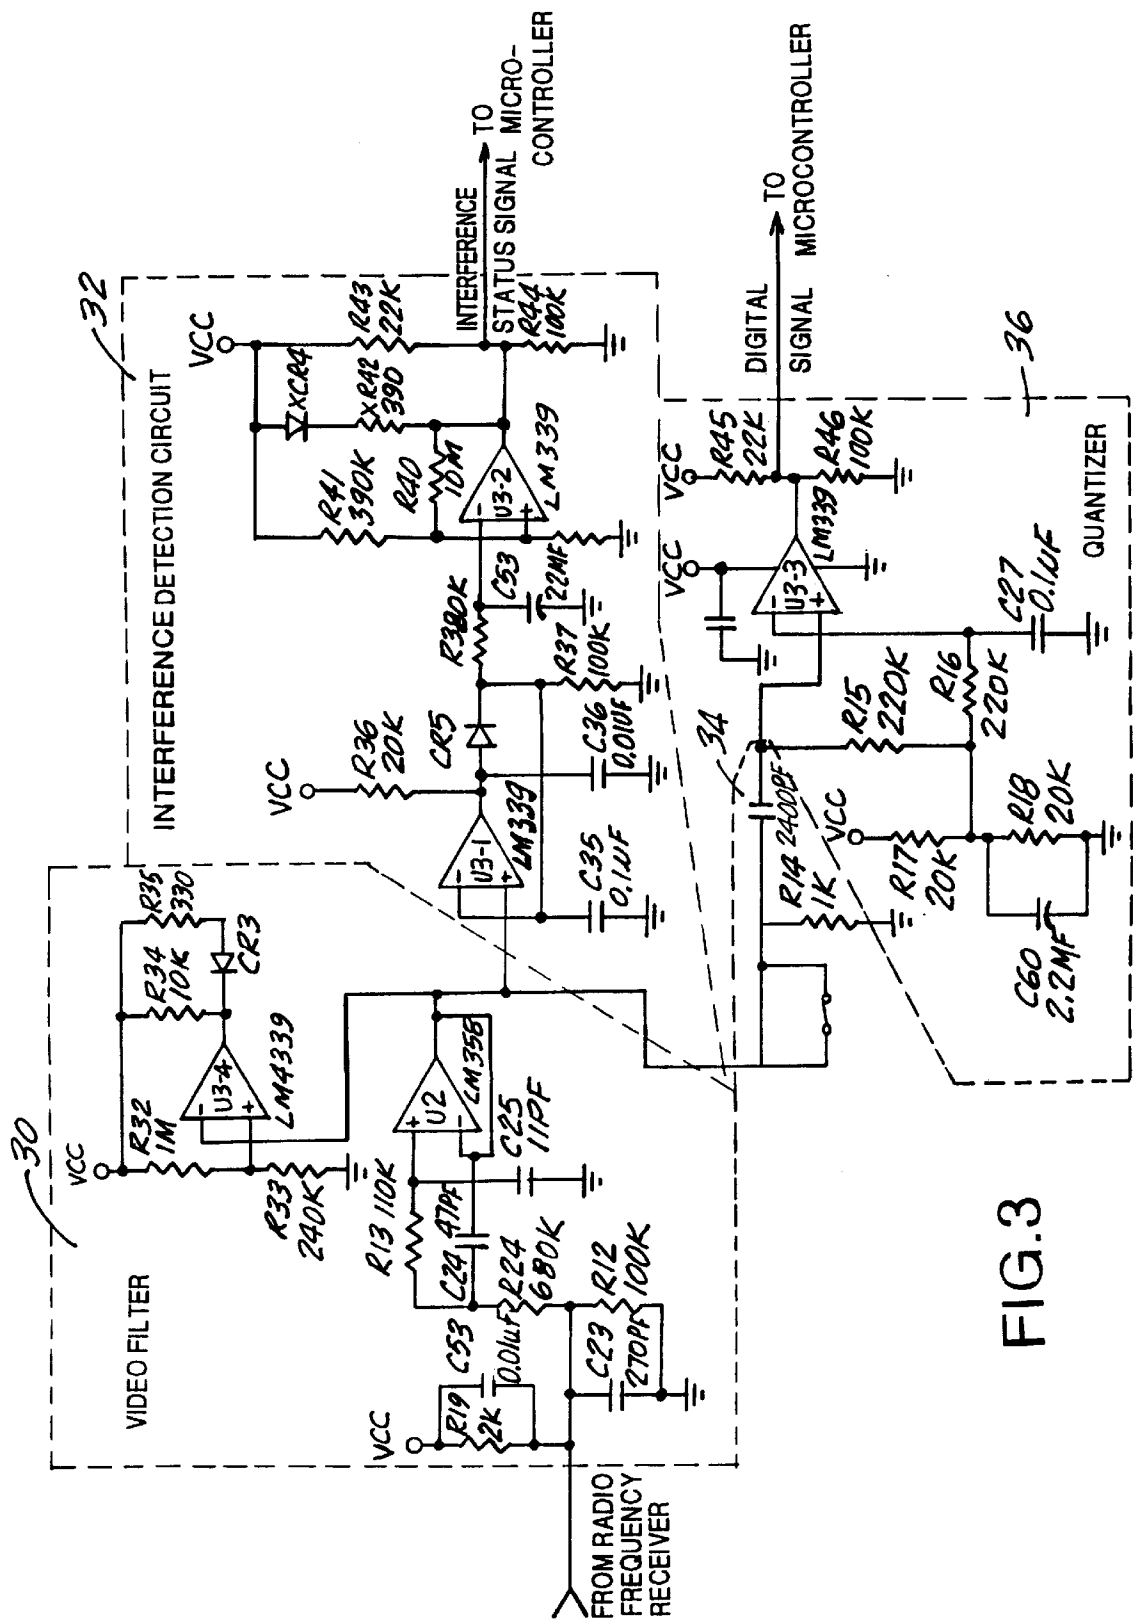 30
VIDEO FILTER
VCC
R32
1M
R33
240K
U3-4
LM4339
R34
10K
R35
330
CR3
R13 110K
C24 47PF
U2
C25
11PF
VCC
R19
2K
C53
0.01uF
R24
680K
C23
270PF
R12
100K
FROM RADIO
FREQUENCY
RECEIVER
32
INTERFERENCE DETECTION CIRCUIT
VCC
R36
20K
U3-1
LM339
CR5
C35
0.1UF
C36
0.01UF
R37
100K
C53
22MF
VCC
R41
390K
R40
10M
XCR4
XR42
390
R43
22K
U3-2
LM339
R44
100K
INTERFERENCE
STATUS SIGNAL
TO
MICRO-
CONTROLLER
34
2400PF
R14
1K
VCC
R17
20K
R18
20K
C60
2.2MF
R15
220K
R16
220K
C27
0.1UF
VCC
U3-3
LM339
VCC
R45
22K
R46
100K
DIGITAL
SIGNAL
TO
MICROCONTROLLER
QUANTIZER
36
FIG.3